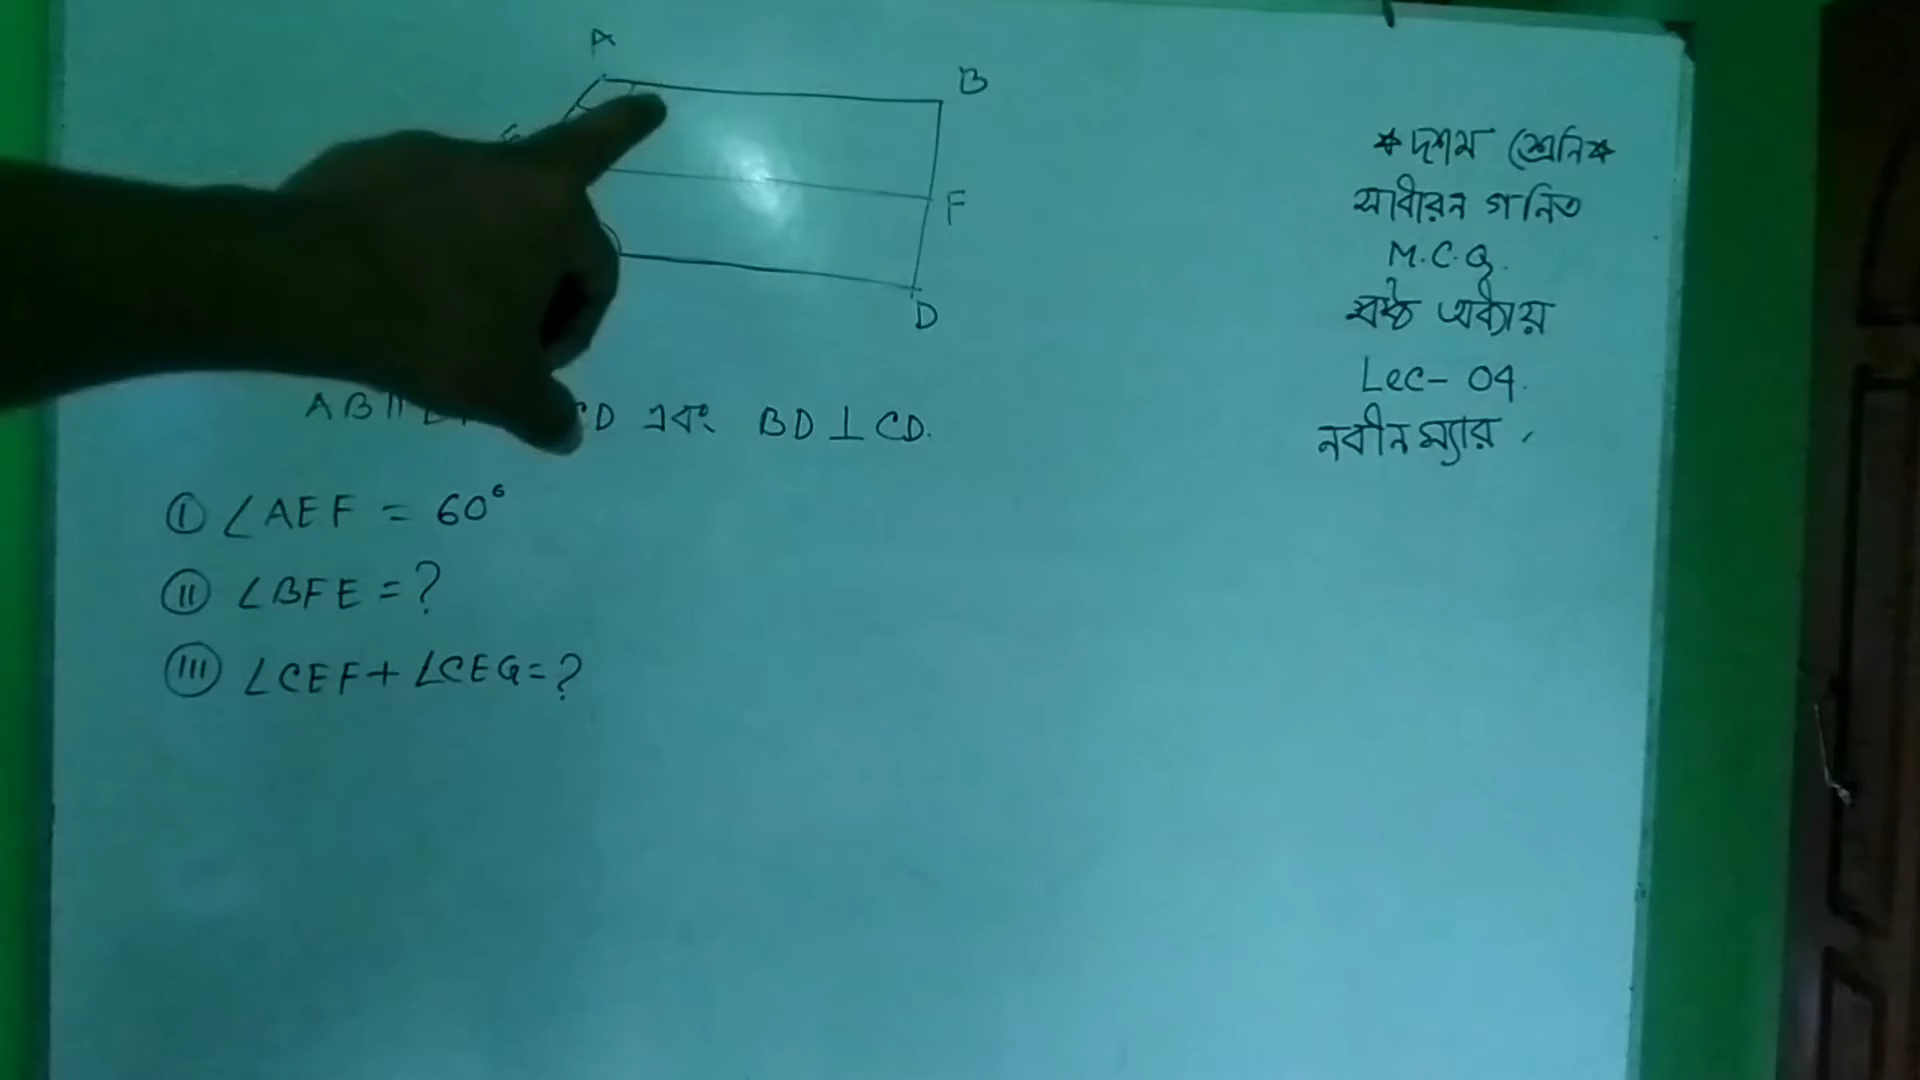 A
B
F
D
AB || CD এবং BD ⊥ CD.
① ∠AEF = 60°
② ∠BFE = ?
③ ∠CEF + ∠CEG = ?
*দশম শ্রেনি*
সাধারন গনিত
M.C.Q.
ষষ্ঠ অধ্যায়
Lec- 04.
নবীন স্যার